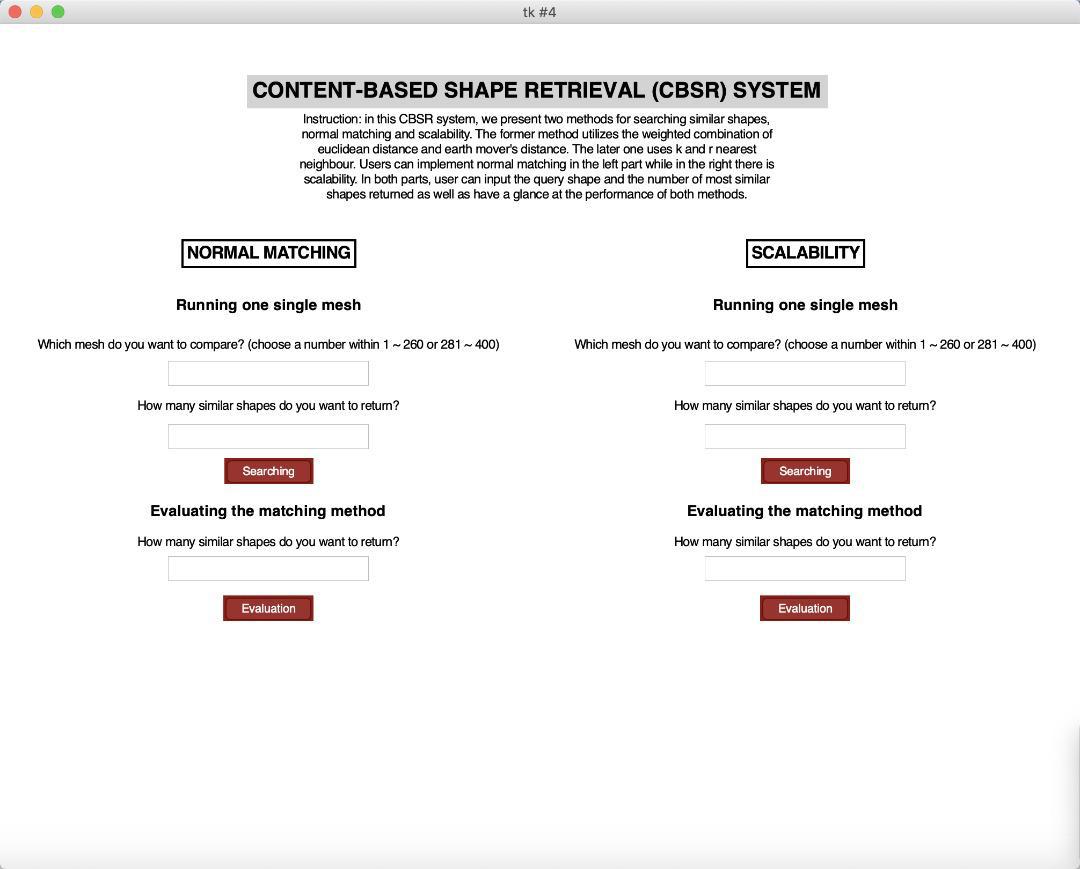 tk #4
CONTENT-BASED SHAPE RETRIEVAL (CBSR) SYSTEM
Instruction: in this CBSR system, we present two methods for searching similar shapes,
normal matching and scalability. The former method utilizes the weighted combination of
euclidean distance and earth mover's distance. The later one uses k and r nearest
neighbour. Users can implement normal matching in the left part while in the right there is
scalability. In both parts, user can input the query shape and the number of most similar
shapes returned as well as have a glance at the performance of both methods.
NORMAL MATCHING
Running one single mesh
Which mesh do you want to compare? (choose a number within 1 ~ 260 or 281 ~ 400)
How many similar shapes do you want to return?
Searching
Evaluating the matching method
How many similar shapes do you want to return?
Evaluation
SCALABILITY
Running one single mesh
Which mesh do you want to compare? (choose a number within 1 ~ 260 or 281 ~ 400)
How many similar shapes do you want to return?
Searching
Evaluating the matching method
How many similar shapes do you want to return?
Evaluation